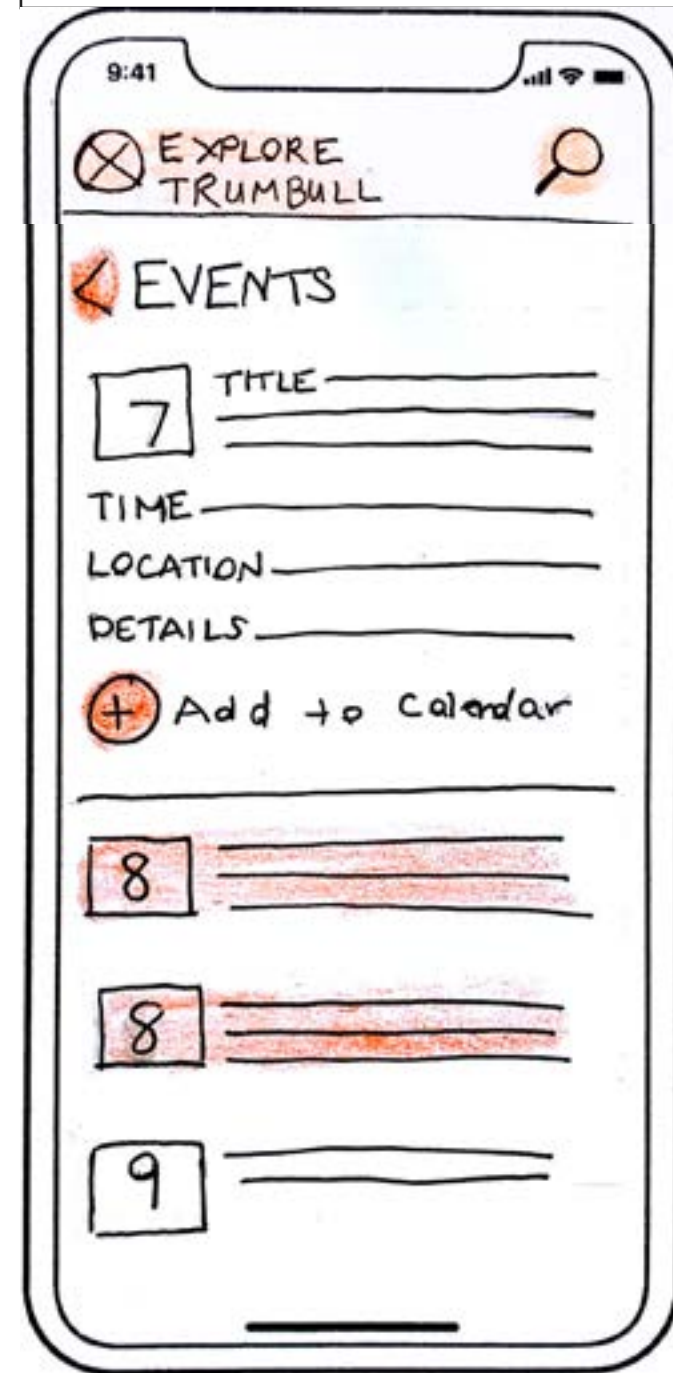 9:41
EXPLORE
TRUMBULL
< EVENTS
7 TITLE
TIME
LOCATION
DETAILS
+ Add to Calendar
8
8
9